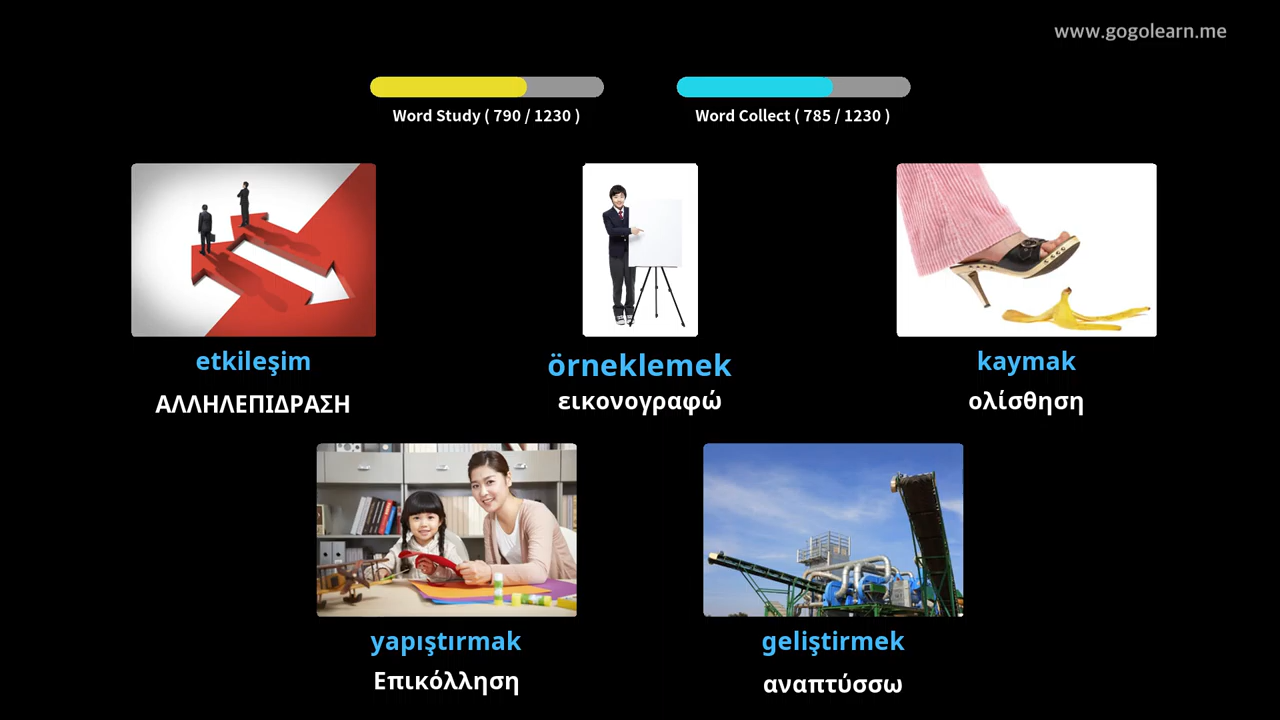 www.gogolearn.me
Word Study ( 790 / 1230 )
Word Collect ( 785 / 1230 )
etkileşim
ΑΛΛΗΛΕΠΙΔΡΑΣΗ
örneklemek
εικονογραφώ
kaymak
ολίσθηση
yapıştırmak
Επικόλληση
geliştirmek
αναπτύσσω